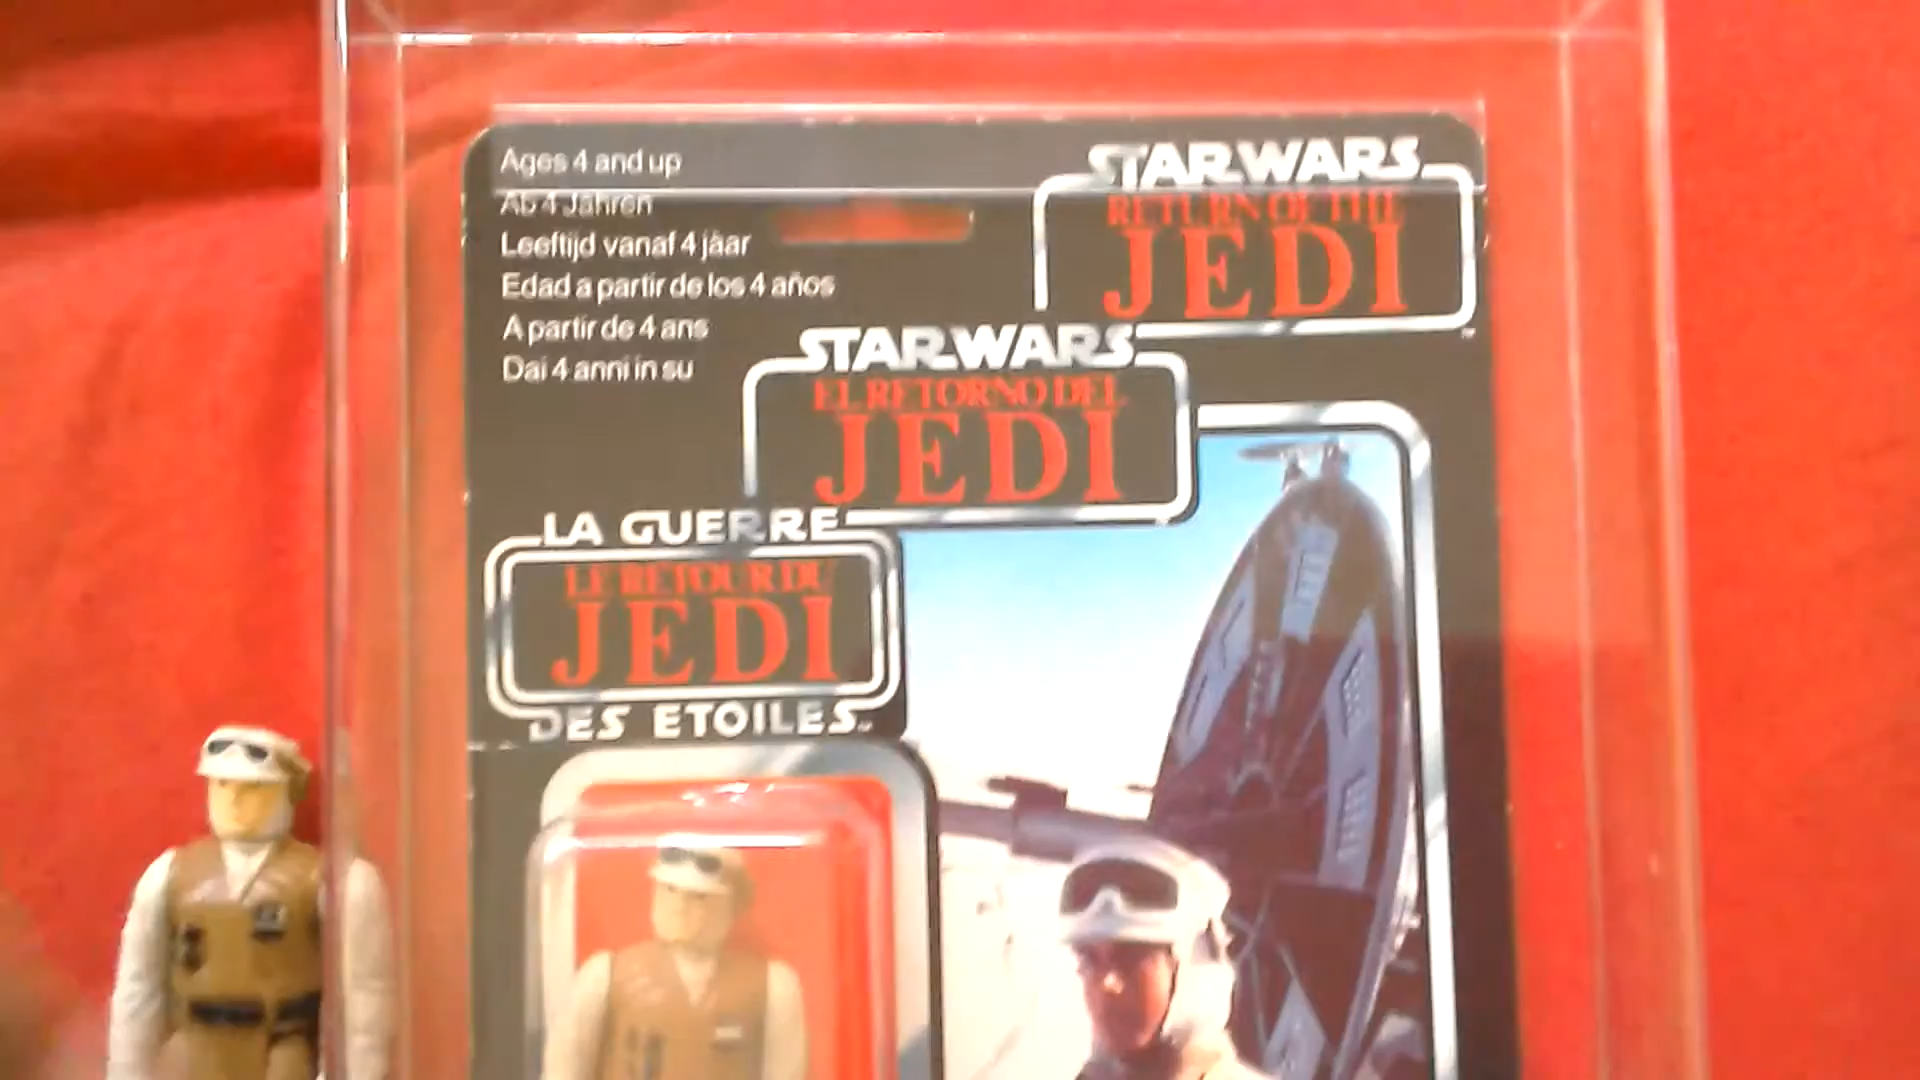 Ages 4 and up
Ab 4 Jahren
Leeftijd vanaf 4 jaar
Edad a partir de los 4 años
A partir de 4 ans
Dai 4 anni in su
STAR WARS
RETURN OF THE
JEDI
STAR WARS
EL RETORNO DEL
JEDI
LA GUERRE
LE RETOUR DU
JEDI
DES ETOILES